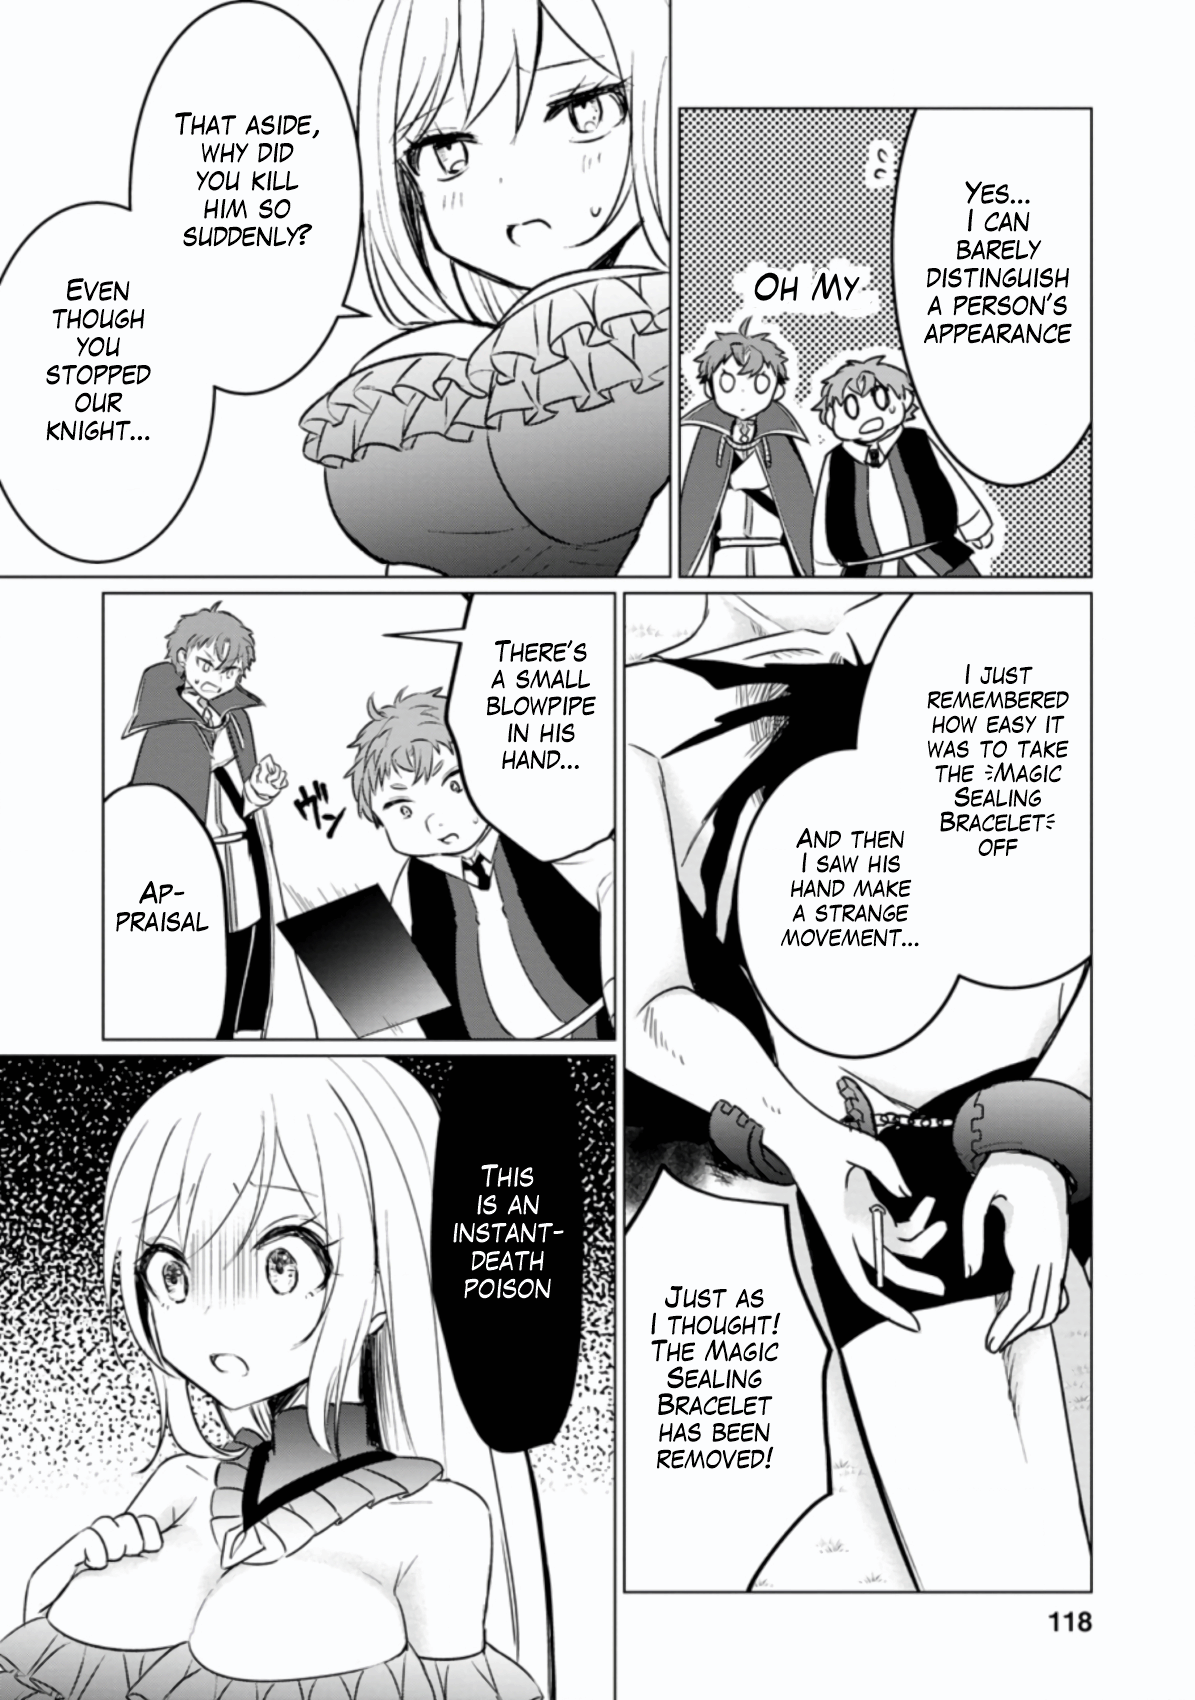 YES...
I CAN
BARELY
DISTINGUISH
A PERSON'S
APPEARANCE
OH MY
THAT ASIDE,
WHY DID
YOU KILL
HIM SO
SUDDENLY?
EVEN
THOUGH
YOU
STOPPED
OUR
KNIGHT...
I JUST
REMEMBERED
HOW EASY IT
WAS TO TAKE
THE MAGIC
SEALING
BRACELET
OFF
AND THEN
I SAW HIS
HAND MAKE
A STRANGE
MOVEMENT...
JUST AS
I THOUGHT!
THE MAGIC
SEALING
BRACELET
HAS BEEN
REMOVED!
THERE'S
A SMALL
BLOWPIPE
IN HIS
HAND...
ヴン
AP-
PRAISAL
THIS
IS AN
INSTANT-
DEATH
POISON
118